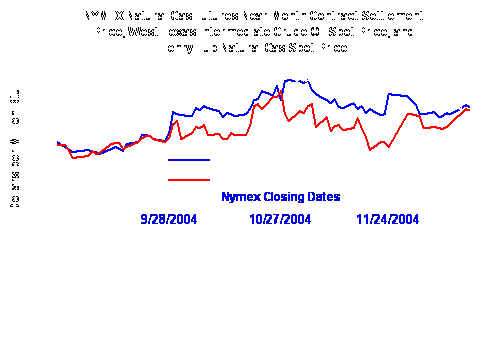 NYMEX Natural Gas Futures Near Month Contract Settlement
Price, West Texas Intermediate Crude Oil Spot Price, and
Henry Hub Natural Gas Spot Price
Nymex Closing Dates
9/28/2004 10/27/2004 11/24/2004